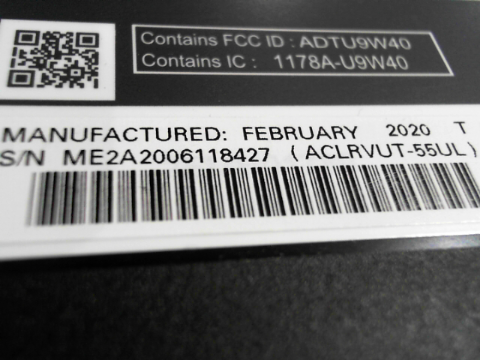 Contains FCC ID : ADTU9W40
Contains IC : 1178A-U9W40
MANUFACTURED: FEBRUARY 2020 T
S/N ME2A2006118427 (ACLRVUT-55UL)